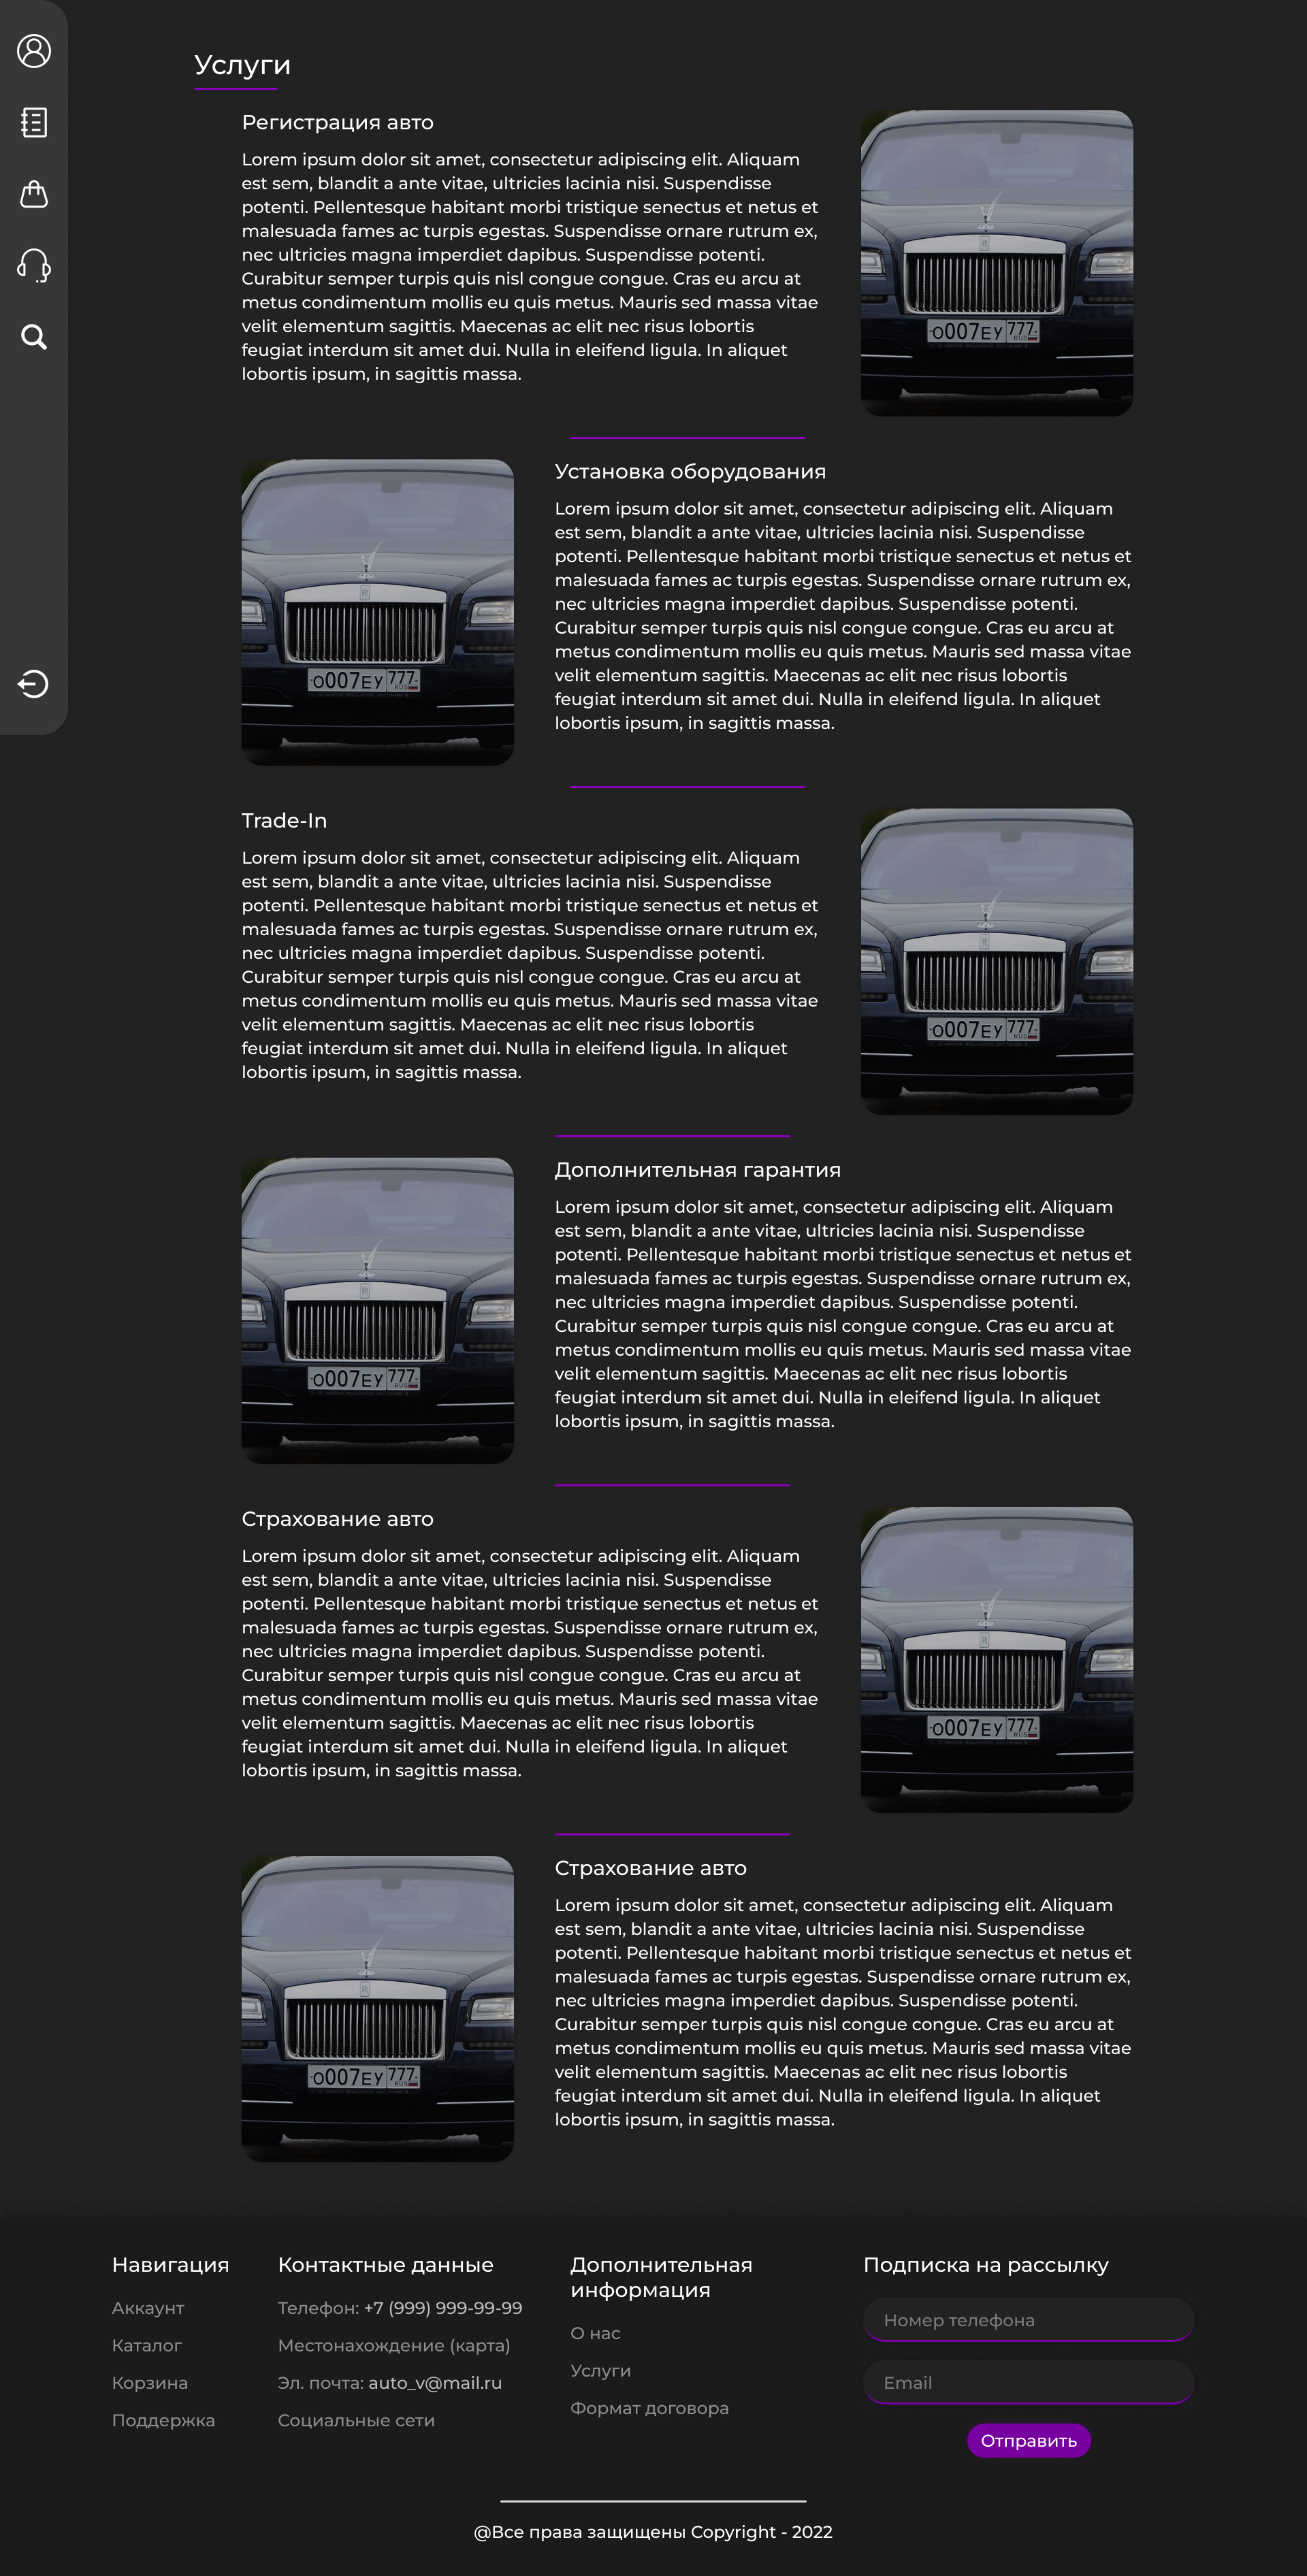 Услуги
Регистрация авто
Lorem ipsum dolor sit amet, consectetur adipiscing elit. Aliquam
est sem, blandit a ante vitae, ultricies lacinia nisi. Suspendisse
potenti. Pellentesque habitant morbi tristique senectus et netus et
malesuada fames ac turpis egestas. Suspendisse ornare rutrum ex,
nec ultricies magna imperdiet dapibus. Suspendisse potenti.
Curabitur semper turpis quis nisl congue congue. Cras eu arcu at
metus condimentum mollis eu quis metus. Mauris sed massa vitae
velit elementum sagittis. Maecenas ac elit nec risus lobortis
feugiat interdum sit amet dui. Nulla in eleifend ligula. In aliquet
lobortis ipsum, in sagittis massa.
О007ЕУ 777 RUS
Установка оборудования
Lorem ipsum dolor sit amet, consectetur adipiscing elit. Aliquam
est sem, blandit a ante vitae, ultricies lacinia nisi. Suspendisse
potenti. Pellentesque habitant morbi tristique senectus et netus et
malesuada fames ac turpis egestas. Suspendisse ornare rutrum ex,
nec ultricies magna imperdiet dapibus. Suspendisse potenti.
Curabitur semper turpis quis nisl congue congue. Cras eu arcu at
metus condimentum mollis eu quis metus. Mauris sed massa vitae
velit elementum sagittis. Maecenas ac elit nec risus lobortis
feugiat interdum sit amet dui. Nulla in eleifend ligula. In aliquet
lobortis ipsum, in sagittis massa.
О007ЕУ 777 RUS
Trade-In
Lorem ipsum dolor sit amet, consectetur adipiscing elit. Aliquam
est sem, blandit a ante vitae, ultricies lacinia nisi. Suspendisse
potenti. Pellentesque habitant morbi tristique senectus et netus et
malesuada fames ac turpis egestas. Suspendisse ornare rutrum ex,
nec ultricies magna imperdiet dapibus. Suspendisse potenti.
Curabitur semper turpis quis nisl congue congue. Cras eu arcu at
metus condimentum mollis eu quis metus. Mauris sed massa vitae
velit elementum sagittis. Maecenas ac elit nec risus lobortis
feugiat interdum sit amet dui. Nulla in eleifend ligula. In aliquet
lobortis ipsum, in sagittis massa.
О007ЕУ 777 RUS
Дополнительная гарантия
Lorem ipsum dolor sit amet, consectetur adipiscing elit. Aliquam
est sem, blandit a ante vitae, ultricies lacinia nisi. Suspendisse
potenti. Pellentesque habitant morbi tristique senectus et netus et
malesuada fames ac turpis egestas. Suspendisse ornare rutrum ex,
nec ultricies magna imperdiet dapibus. Suspendisse potenti.
Curabitur semper turpis quis nisl congue congue. Cras eu arcu at
metus condimentum mollis eu quis metus. Mauris sed massa vitae
velit elementum sagittis. Maecenas ac elit nec risus lobortis
feugiat interdum sit amet dui. Nulla in eleifend ligula. In aliquet
lobortis ipsum, in sagittis massa.
О007ЕУ 777 RUS
Страхование авто
Lorem ipsum dolor sit amet, consectetur adipiscing elit. Aliquam
est sem, blandit a ante vitae, ultricies lacinia nisi. Suspendisse
potenti. Pellentesque habitant morbi tristique senectus et netus et
malesuada fames ac turpis egestas. Suspendisse ornare rutrum ex,
nec ultricies magna imperdiet dapibus. Suspendisse potenti.
Curabitur semper turpis quis nisl congue congue. Cras eu arcu at
metus condimentum mollis eu quis metus. Mauris sed massa vitae
velit elementum sagittis. Maecenas ac elit nec risus lobortis
feugiat interdum sit amet dui. Nulla in eleifend ligula. In aliquet
lobortis ipsum, in sagittis massa.
О007ЕУ 777 RUS
Страхование авто
Lorem ipsum dolor sit amet, consectetur adipiscing elit. Aliquam
est sem, blandit a ante vitae, ultricies lacinia nisi. Suspendisse
potenti. Pellentesque habitant morbi tristique senectus et netus et
malesuada fames ac turpis egestas. Suspendisse ornare rutrum ex,
nec ultricies magna imperdiet dapibus. Suspendisse potenti.
Curabitur semper turpis quis nisl congue congue. Cras eu arcu at
metus condimentum mollis eu quis metus. Mauris sed massa vitae
velit elementum sagittis. Maecenas ac elit nec risus lobortis
feugiat interdum sit amet dui. Nulla in eleifend ligula. In aliquet
lobortis ipsum, in sagittis massa.
О007ЕУ 777 RUS
Навигация
Аккаунт
Каталог
Корзина
Поддержка
Контактные данные
Телефон: +7 (999) 999-99-99
Местонахождение (карта)
Эл. почта: auto_v@mail.ru
Социальные сети
Дополнительная
информация
О нас
Услуги
Формат договора
Подписка на рассылку
Номер телефона
Email
Отправить
@Все права защищены Copyright - 2022